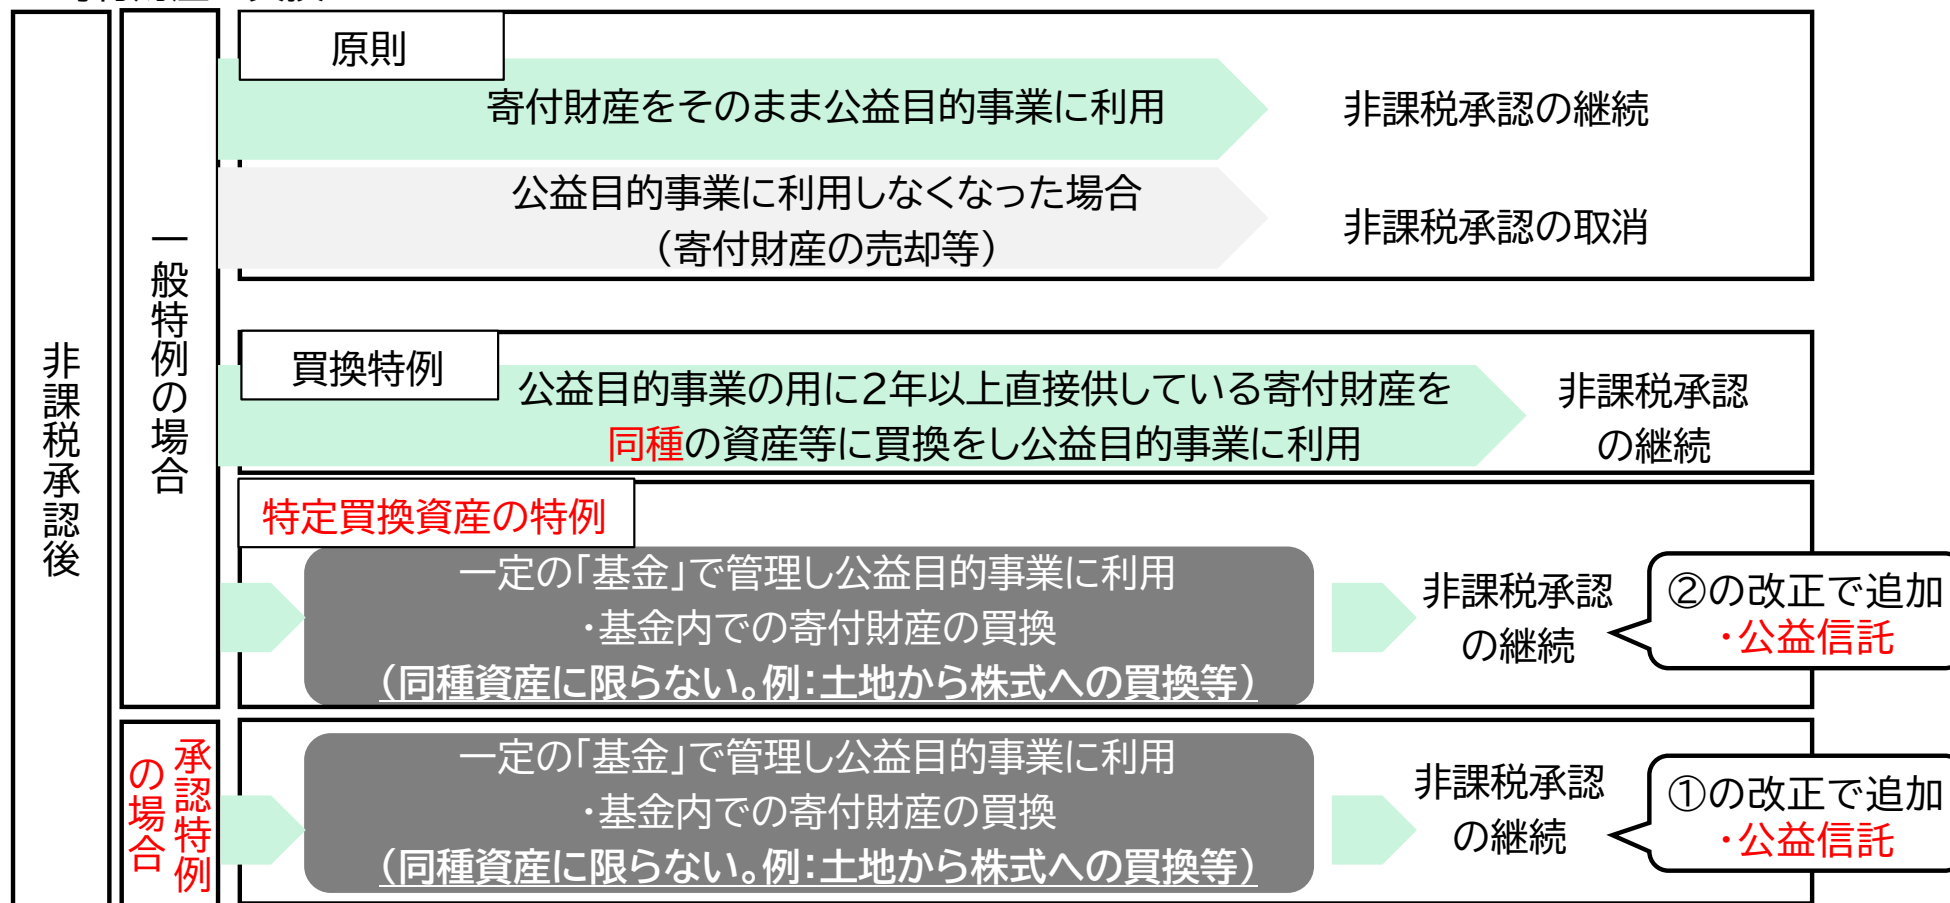 非課税承認後
一般特例の場合
原則
寄付財産をそのまま公益目的事業に利用
非課税承認の継続
公益目的事業に利用しなくなった場合
（寄付財産の売却等）
非課税承認の取消
買換特例
公益目的事業の用に2年以上直接供している寄付財産を
同種の資産等に買換をし公益目的事業に利用
非課税承認
の継続
特定買換資産の特例
一定の「基金」で管理し公益目的事業に利用
・基金内での寄付財産の買換
（同種資産に限らない。例：土地から株式への買換等）
非課税承認
の継続
②の改正で追加
・公益信託
承認特例
の場合
一定の「基金」で管理し公益目的事業に利用
・基金内での寄付財産の買換
（同種資産に限らない。例：土地から株式への買換等）
非課税承認
の継続
①の改正で追加
・公益信託